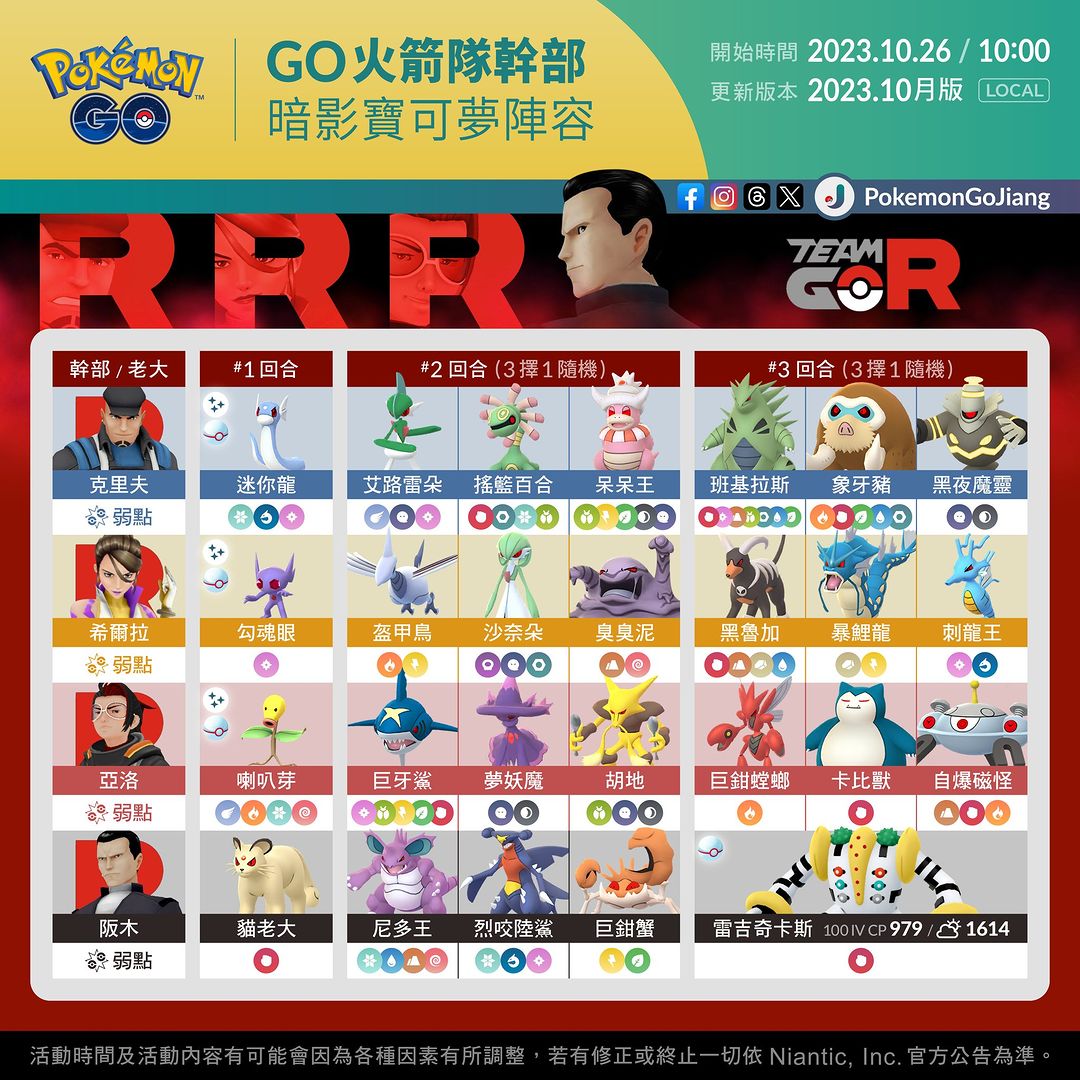 POKÉMON GO™
GO火箭隊幹部
暗影寶可夢陣容
開始時間 2023.10.26 / 10:00
更新版本 2023.10月版 LOCAL
PokemonGoJiang
R R R
TEAM GO R
幹部 / 老大 #1回合 #2回合 (3擇1隨機) #3回合 (3擇1隨機)
克里夫 迷你龍 艾路雷朵 搖籃百合 呆呆王 班基拉斯 象牙豬 黑夜魔靈
弱點
希爾拉 勾魂眼 盔甲鳥 沙奈朵 臭臭泥 黑魯加 暴鯉龍 刺龍王
弱點
亞洛 喇叭芽 巨牙鯊 夢妖魔 胡地 巨鉗螳螂 卡比獸 自爆磁怪
弱點
阪木 貓老大 尼多王 烈咬陸鯊 巨鉗蟹 雷吉奇卡斯 100 IV CP 979 / 1614
弱點
活動時間及活動內容有可能會因為各種因素有所調整，若有修正或終止一切依 Niantic, Inc. 官方公告為準。